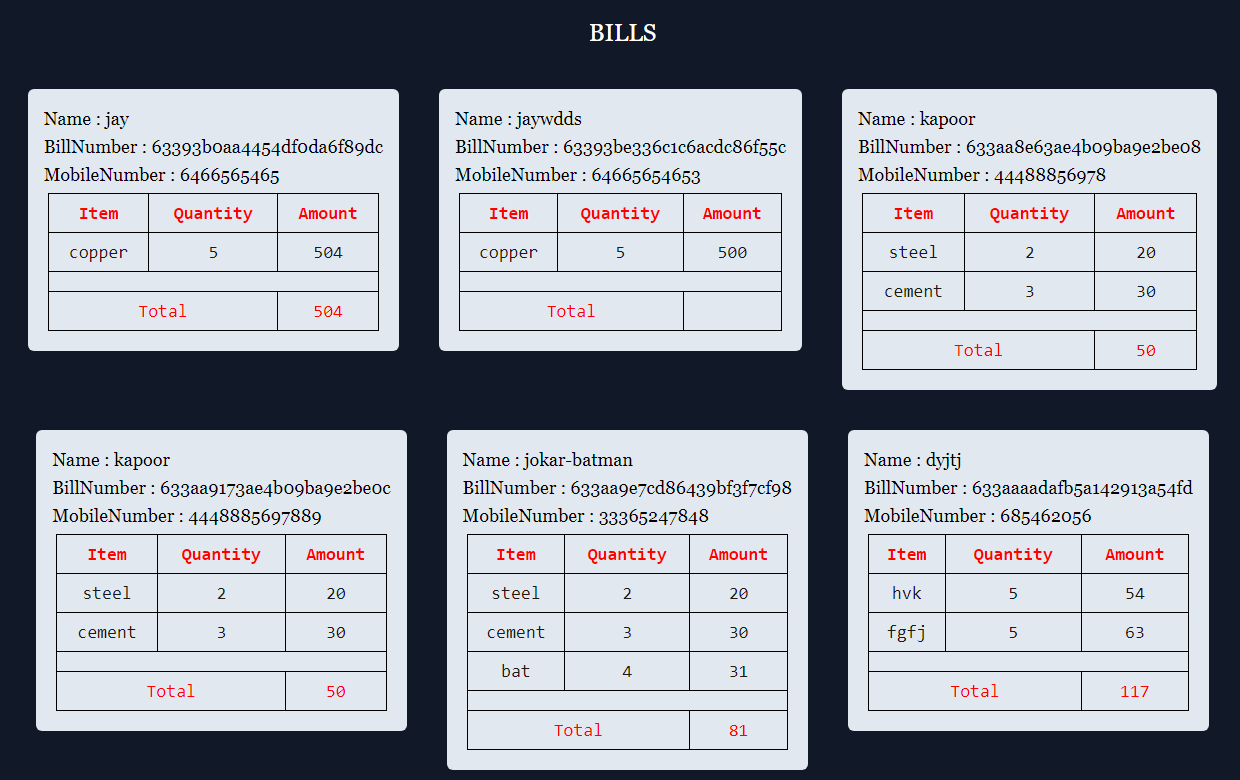 BILLS
Name : jay
BillNumber : 63393b0aa4454df0da6f89dc
MobileNumber : 6466565465
Item Quantity Amount
copper 5 504
Total 504
Name : jaywdds
BillNumber : 63393be336c1c6acdc86f55c
MobileNumber : 64665654653
Item Quantity Amount
copper 5 500
Total
Name : kapoor
BillNumber : 633aa8e63ae4b09ba9e2be08
MobileNumber : 44488856978
Item Quantity Amount
steel 2 20
cement 3 30
Total 50
Name : kapoor
BillNumber : 633aa9173ae4b09ba9e2be0c
MobileNumber : 4448885697889
Item Quantity Amount
steel 2 20
cement 3 30
Total 50
Name : jokar-batman
BillNumber : 633aa9e7cd86439bf3f7cf98
MobileNumber : 33365247848
Item Quantity Amount
steel 2 20
cement 3 30
bat 4 31
Total 81
Name : dyjtj
BillNumber : 633aaaadafb5a142913a54fd
MobileNumber : 685462056
Item Quantity Amount
hvk 5 54
fgfj 5 63
Total 117